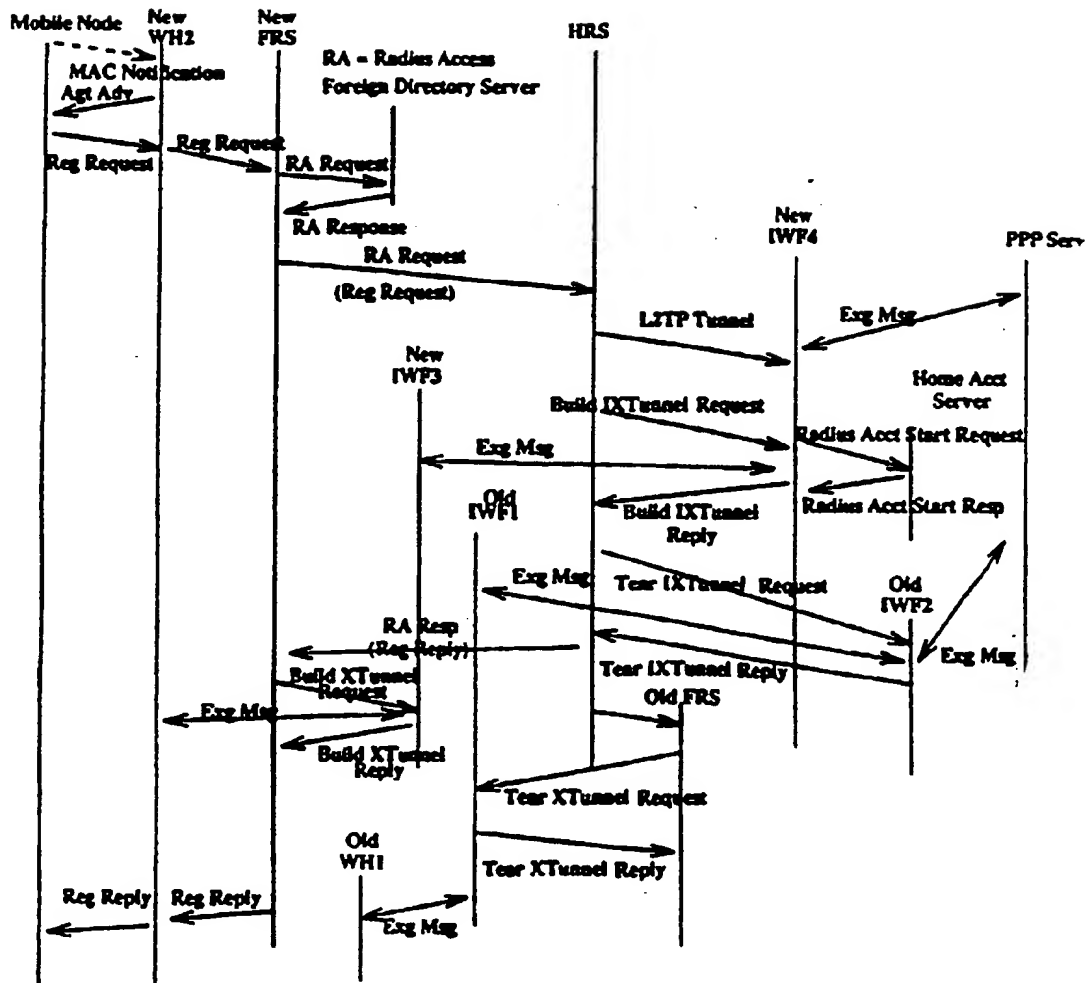 Mobile Node
New
WH2
New
FRS
HRS
RA = Radius Access
Foreign Directory Server
MAC Notification
Agt Adv
Reg Request
Reg Request
RA Request
RA Response
RA Request
(Reg Request)
New
IWF4
PPP Serv
L2TP Tunnel
Exg Msg
New
IWF3
Home Acct
Server
Build IXTunnel Request
Radius Acct Start Request
Exg Msg
Old
IWF1
Build IXTunnel
Reply
Radius Acct Start Resp
Exg Msg
Tear IXTunnel Request
Old
IWF2
RA Resp
(Reg Reply)
Tear IXTunnel Reply
Exg Msg
Build XTunnel
Request
Old FRS
Exg Msg
Build XTunnel
Reply
Tear XTunnel Request
Old
WH1
Tear XTunnel Reply
Reg Reply
Reg Reply
Exg Msg